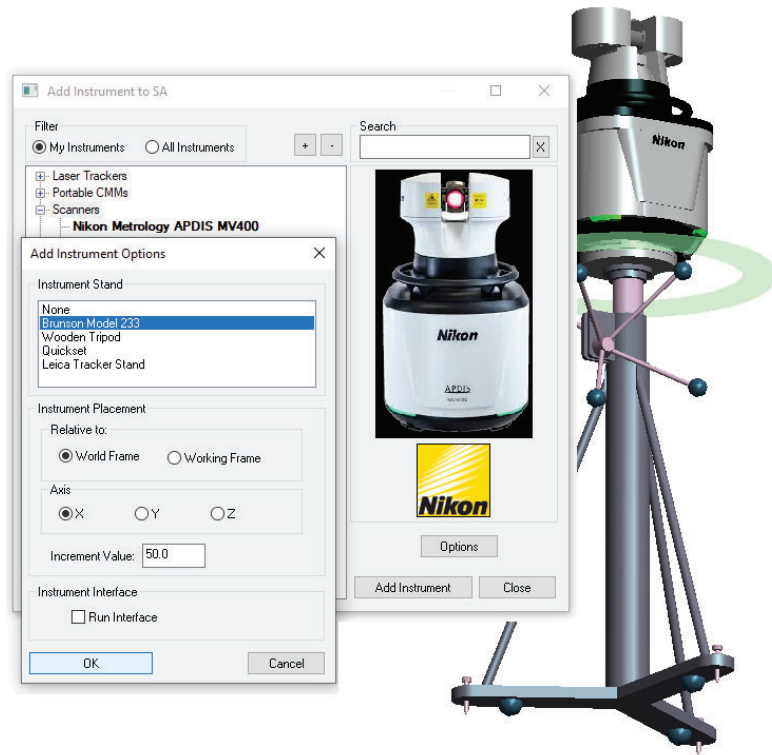 Add Instrument to SA
Filter
My Instruments All Instruments
+ -
Search
X
Laser Trackers
Portable CMMs
Scanners
Nikon Metrology APDIS MV400
Add Instrument Options
Instrument Stand
None
Brunson Model 233
Wooden Tripod
Quickset
Leica Tracker Stand
Instrument Placement
Relative to:
World Frame Working Frame
Axis
X Y Z
Increment Value: 50.0
Instrument Interface
Run Interface
OK Cancel
Nikon
APDIS
Nikon
Options
Add Instrument Close
Nikon